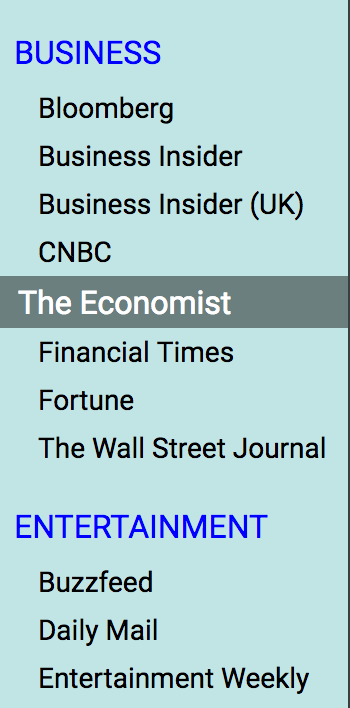 BUSINESS
Bloomberg
Business Insider
Business Insider (UK)
CNBC
The Economist
Financial Times
Fortune
The Wall Street Journal
ENTERTAINMENT
Buzzfeed
Daily Mail
Entertainment Weekly